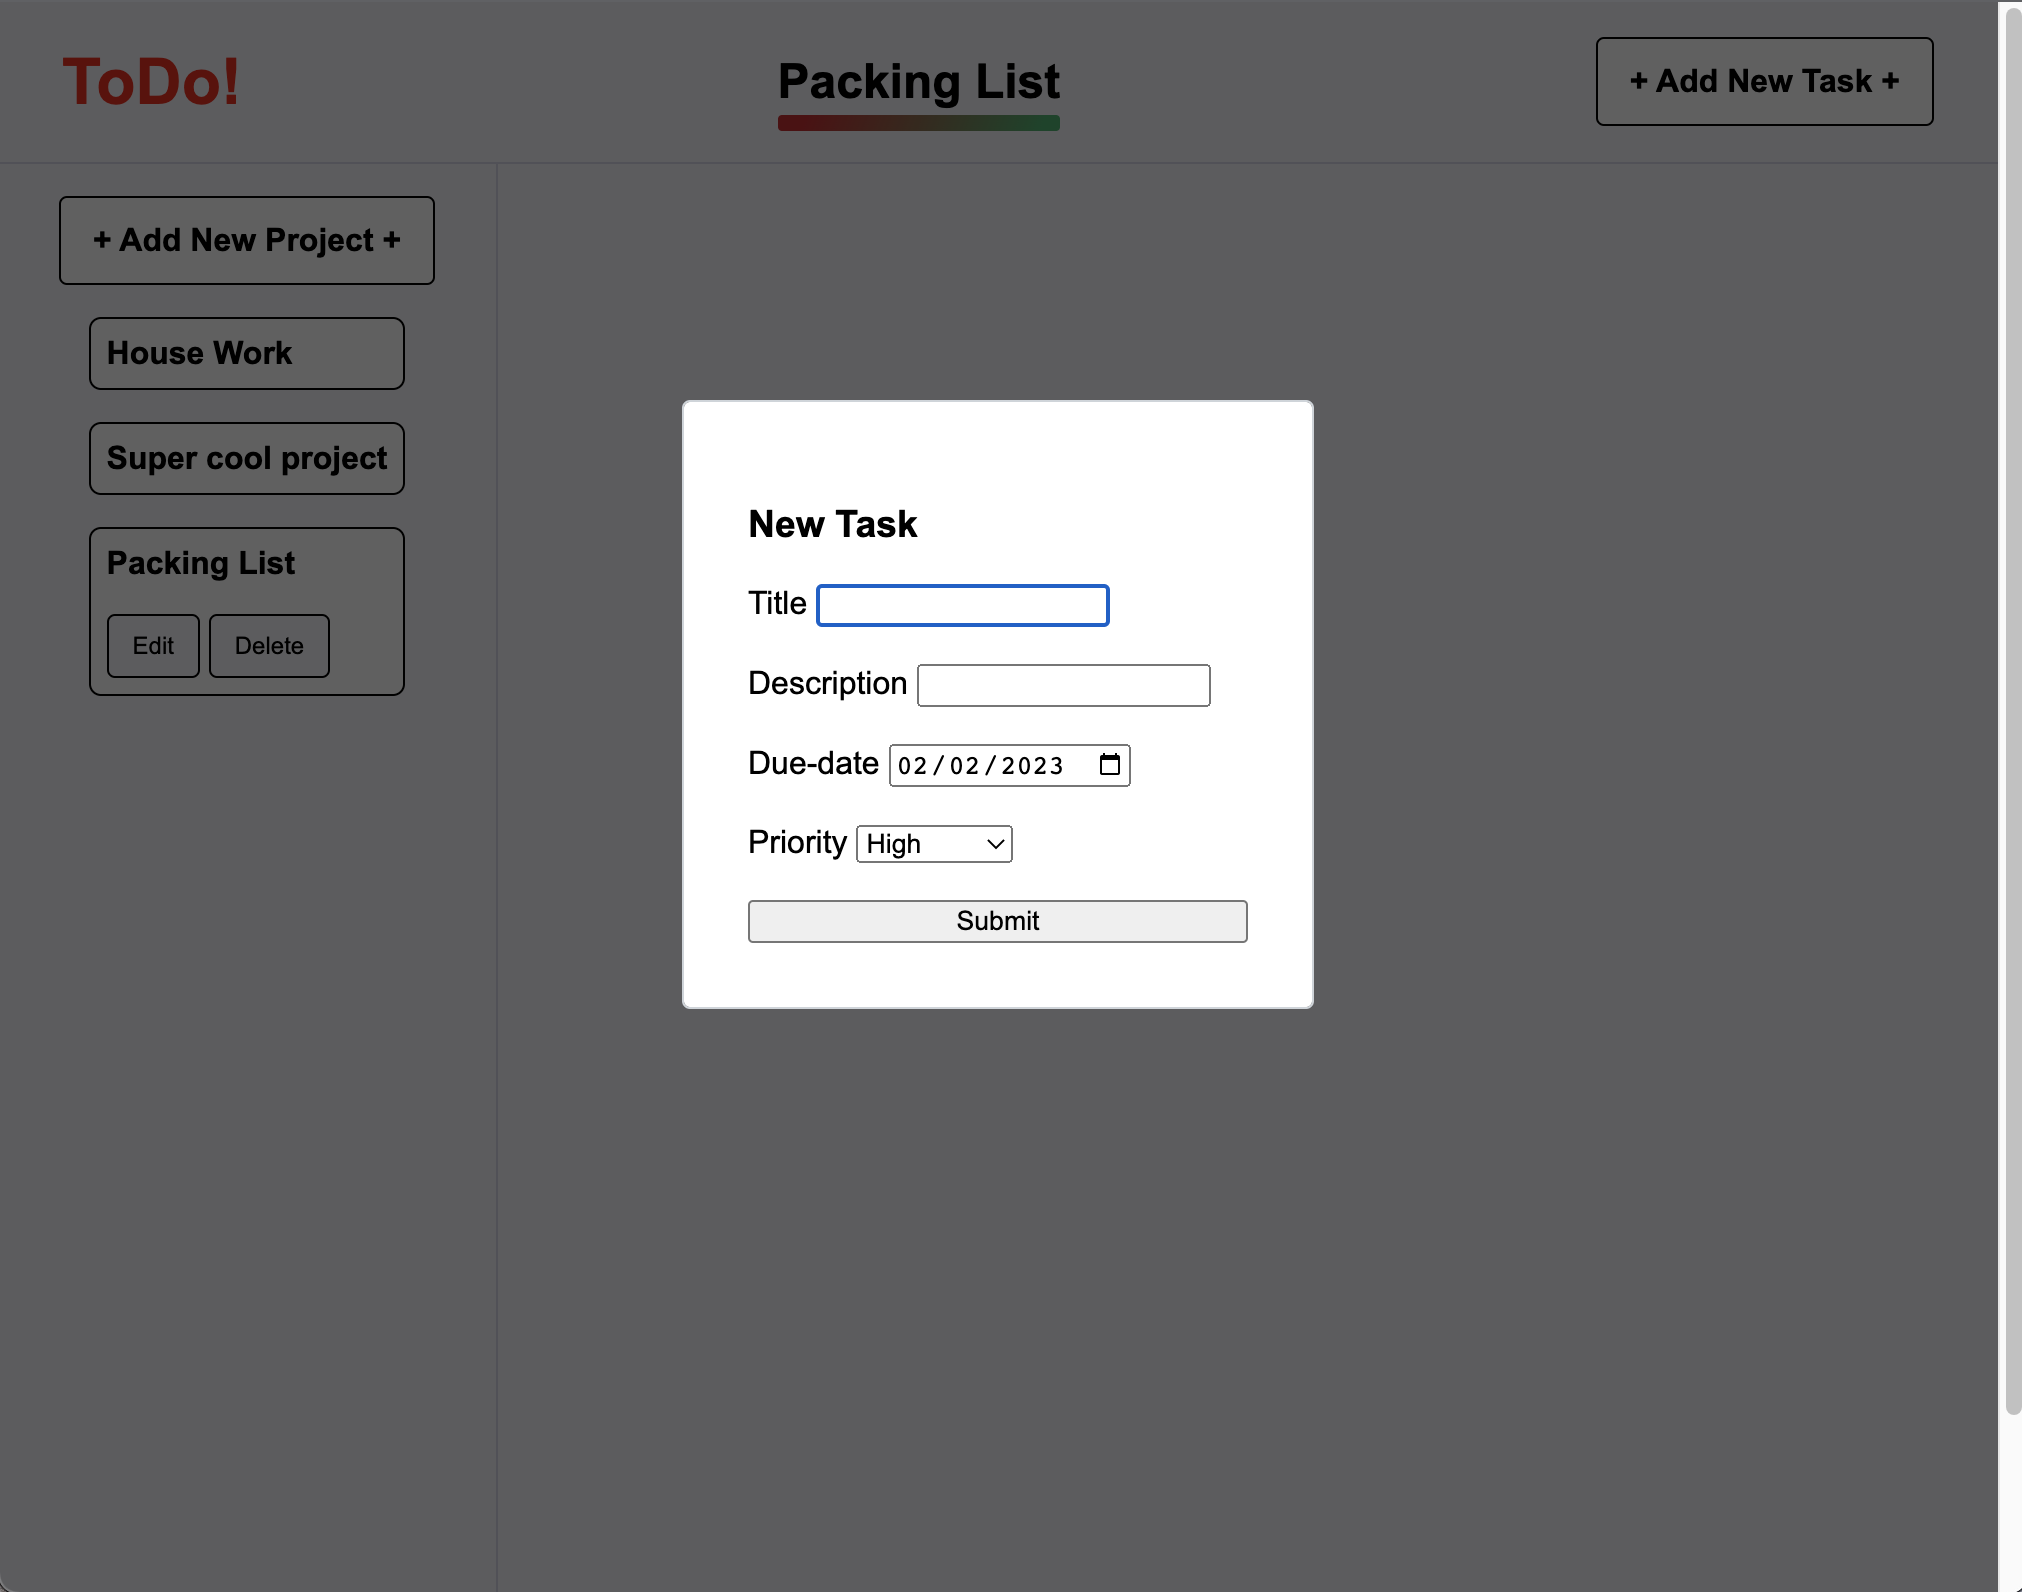 ToDo!
Packing List
+ Add New Task +
+ Add New Project +
House Work
Super cool project
Packing List
Edit Delete
New Task
Title
Description
Due-date 02/02/2023
Priority High
Submit